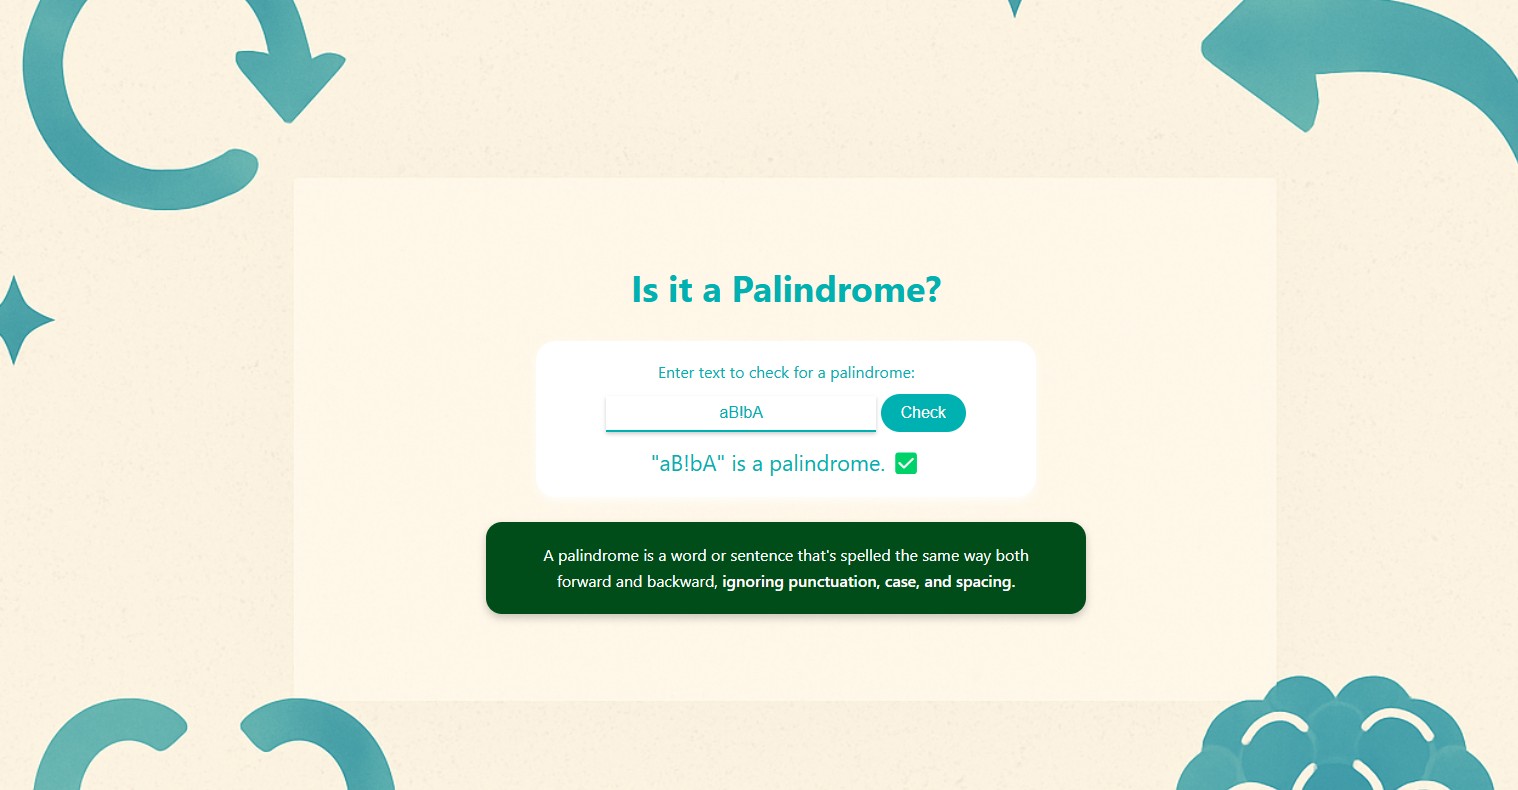 Is it a Palindrome?
Enter text to check for a palindrome:
aB!bA
Check
"aB!bA" is a palindrome. ✅
A palindrome is a word or sentence that's spelled the same way both
forward and backward, ignoring punctuation, case, and spacing.